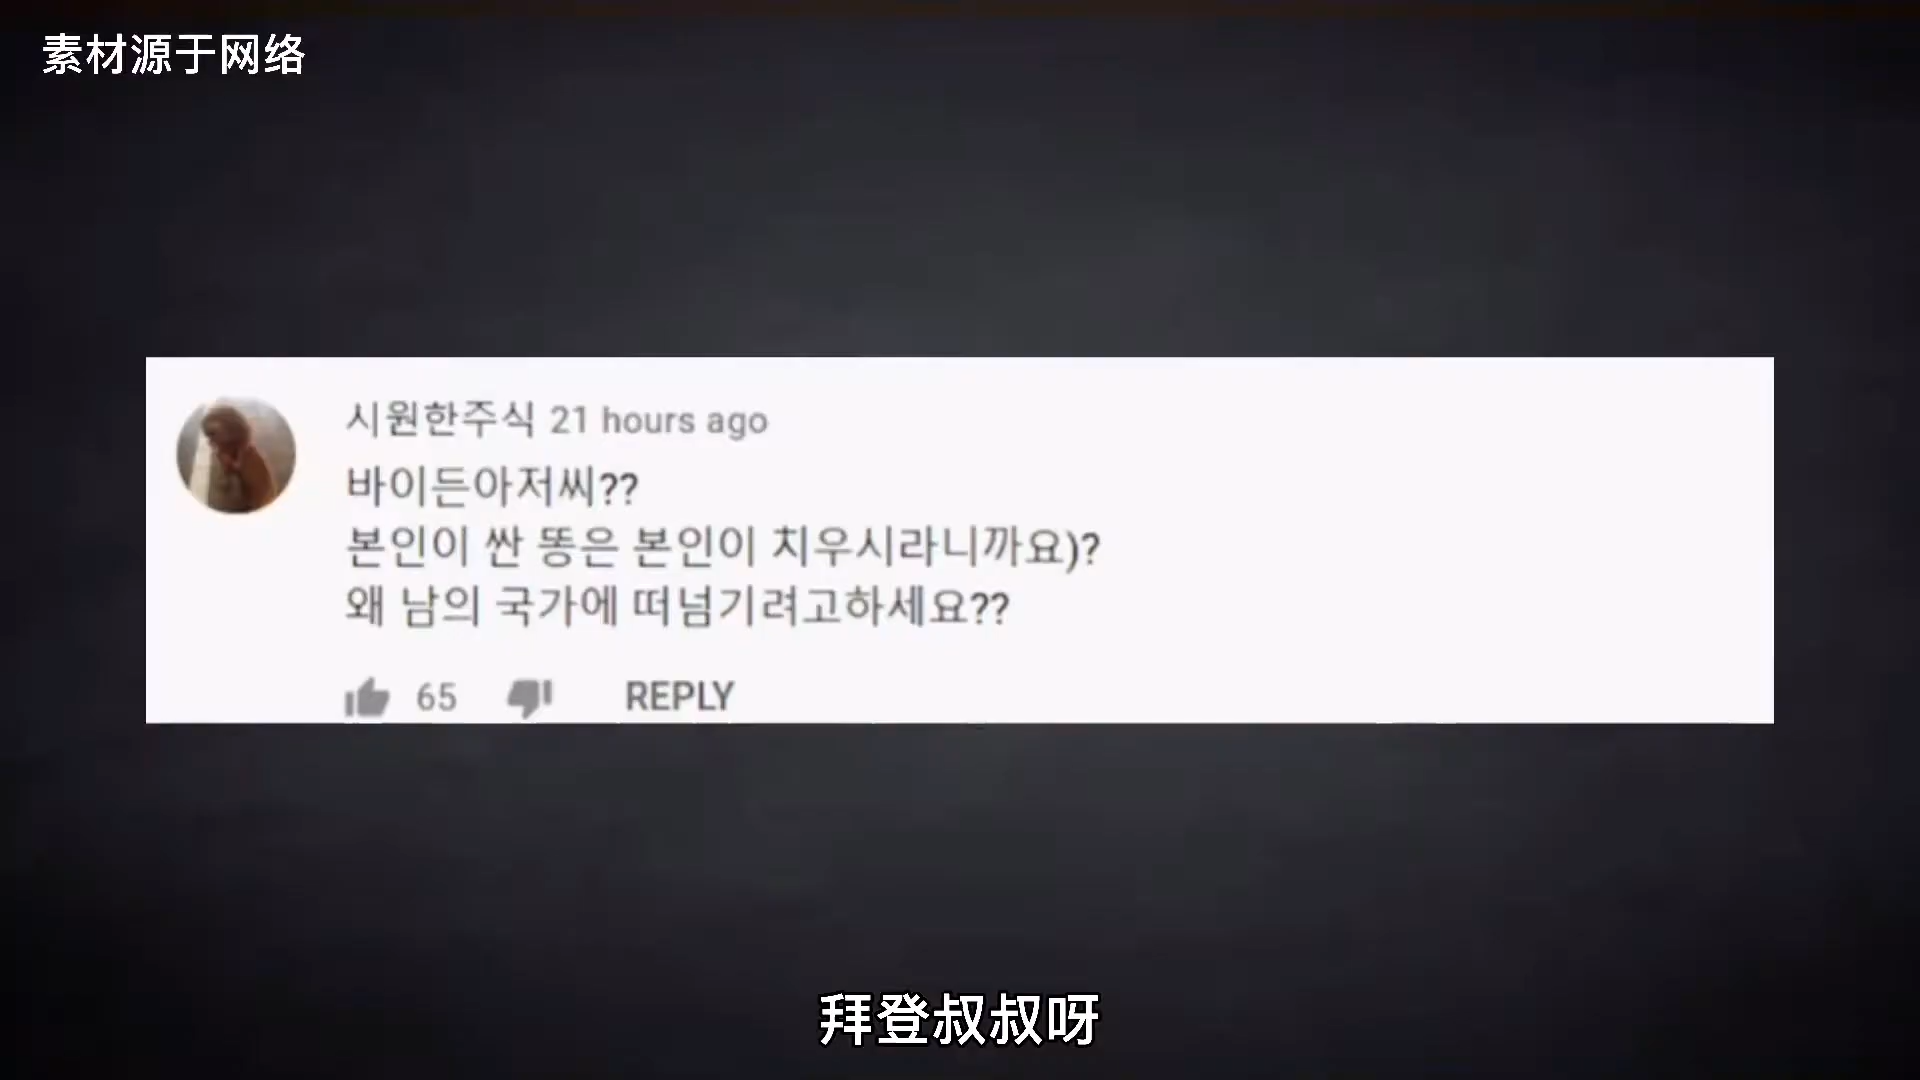 素材源于网络
시원한주식 21 hours ago
바이든아저씨??
본인이 싼 똥은 본인이 치우시라니까요)?
왜 남의 국가에 떠넘기려고하세요??
65 REPLY
拜登叔叔呀